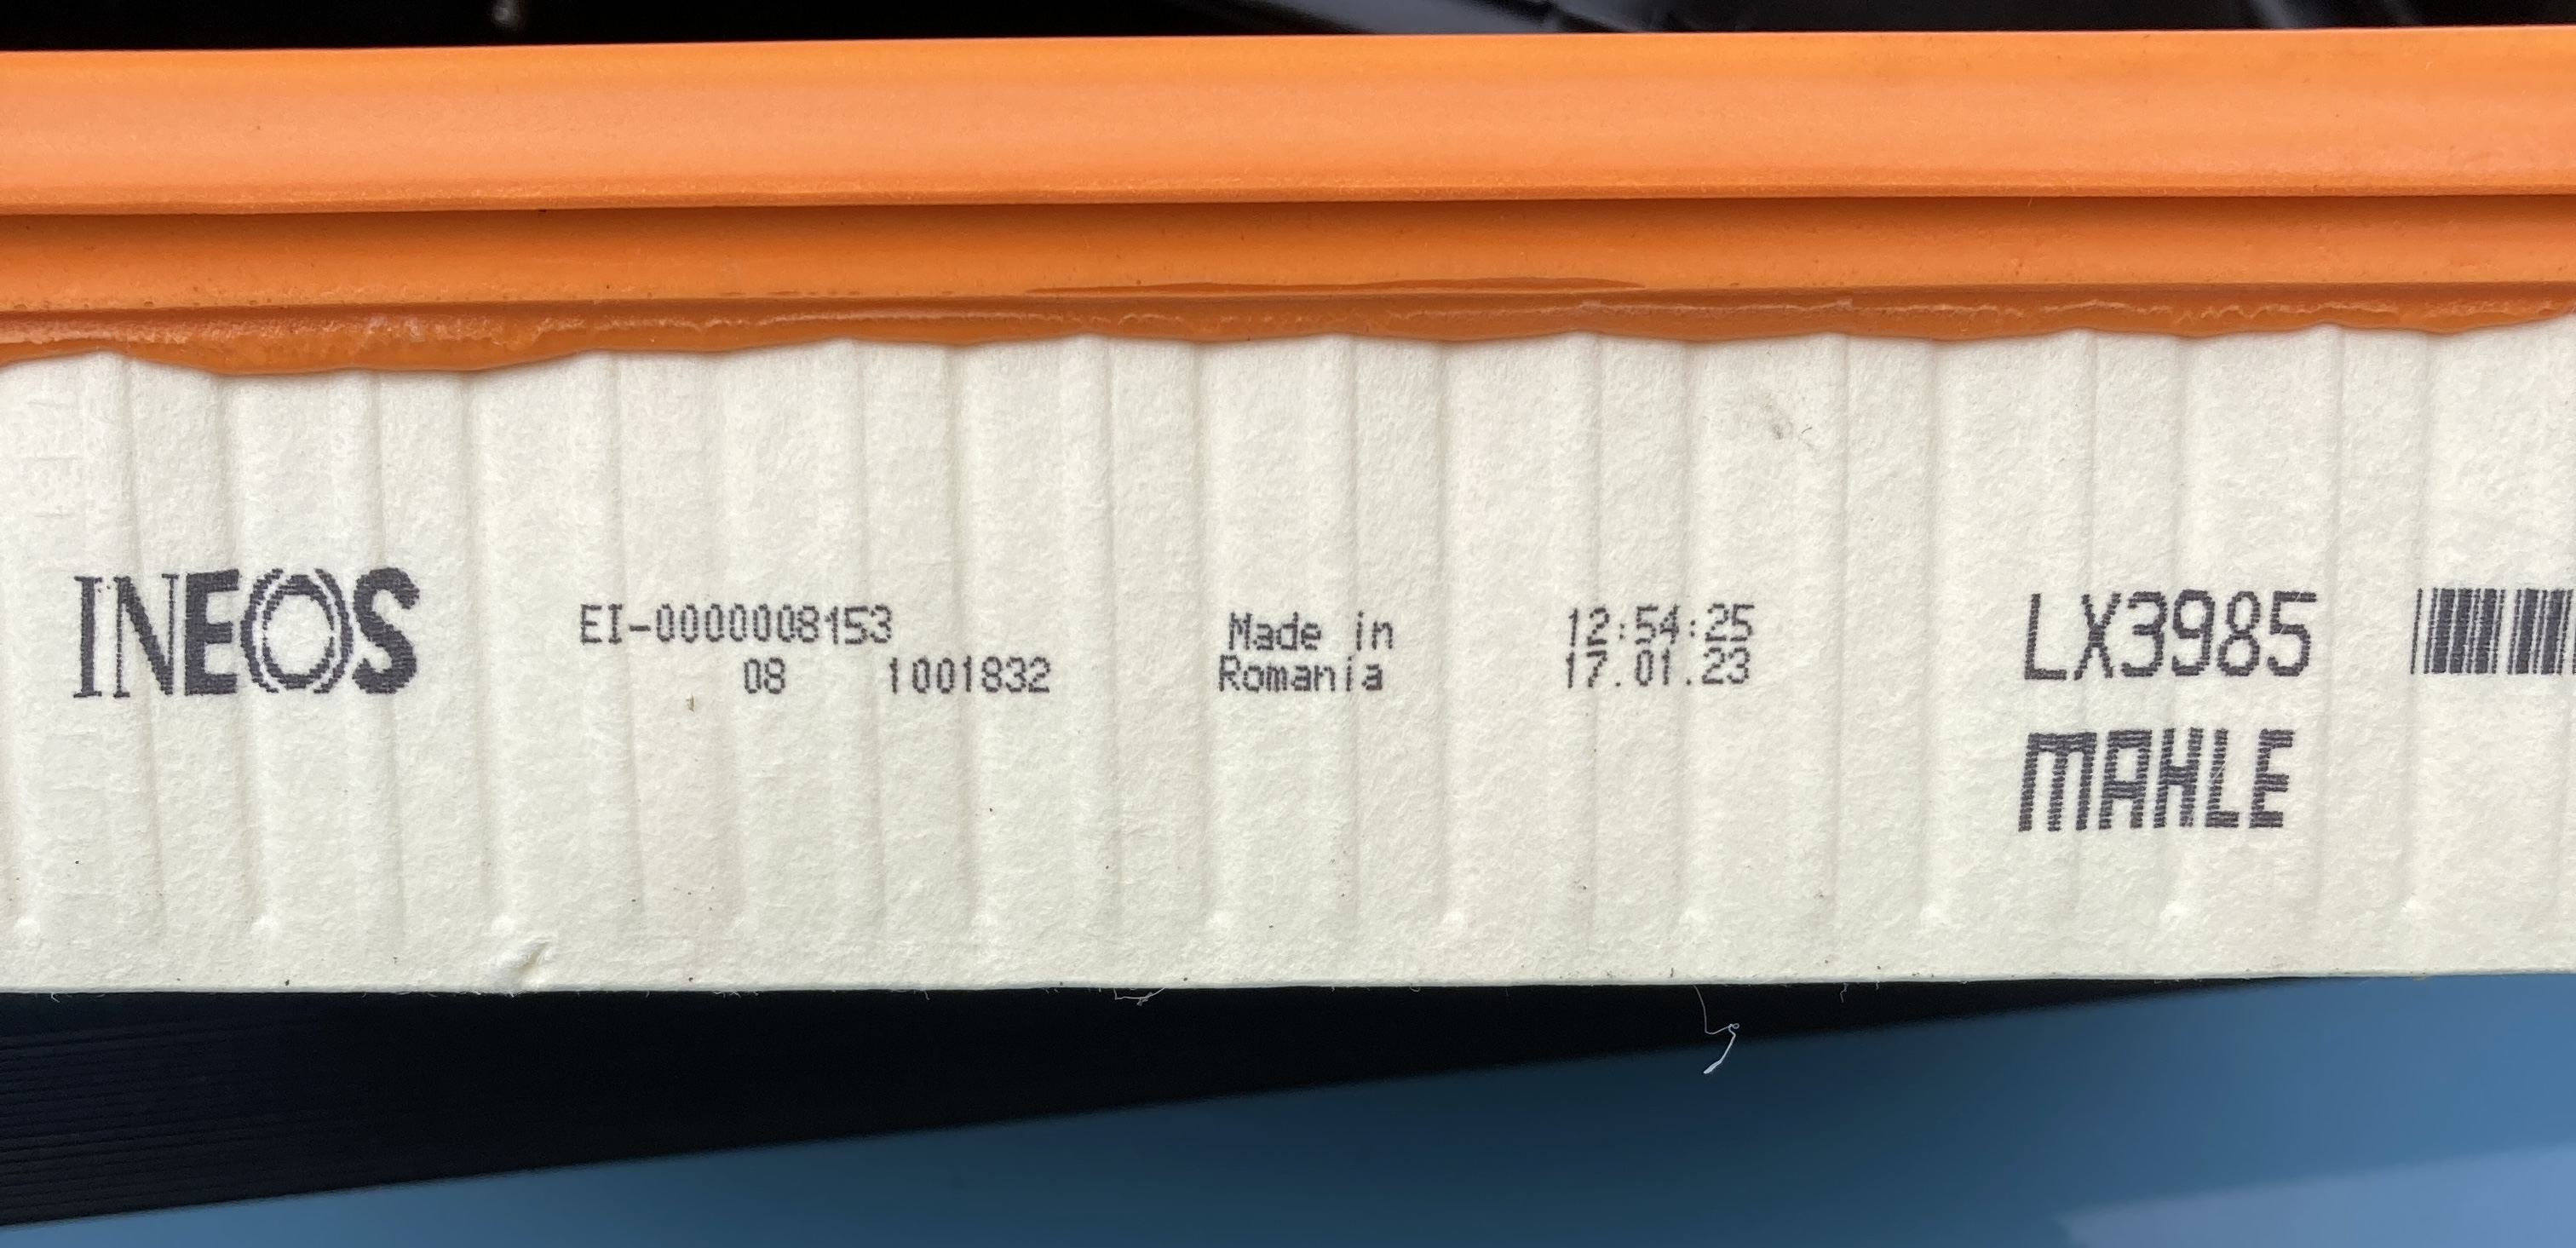 INEOS
EI-0000008153
08 1001832
Made in
Romania
12:54:25
17.01.23
LX3985
MAHLE